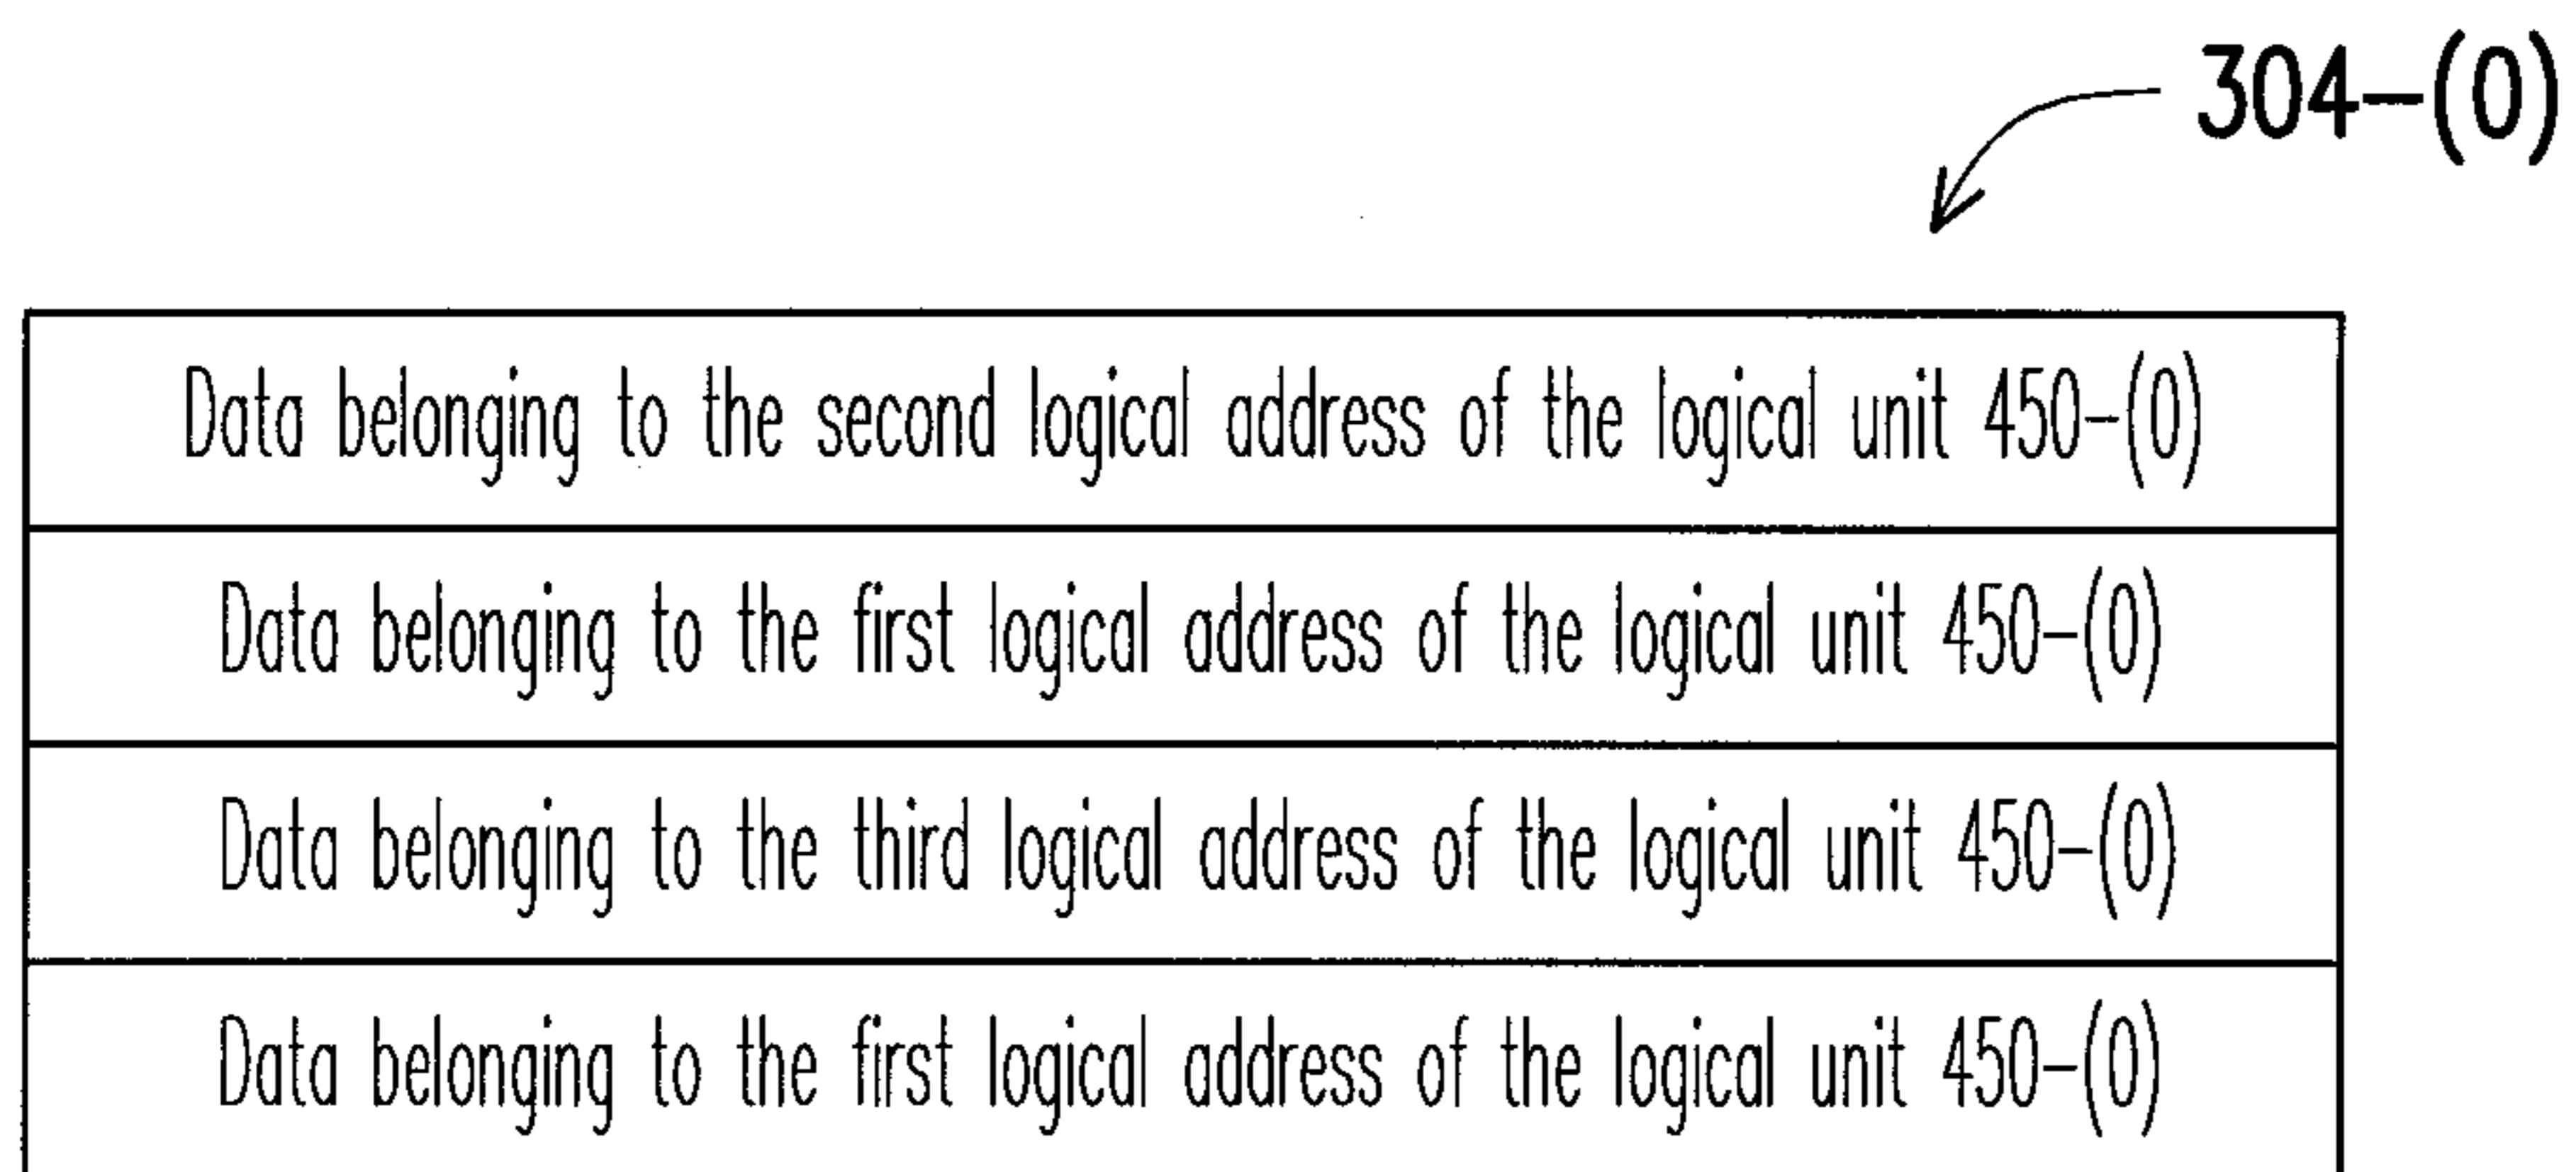 304-(0)
Data belonging to the second logical address of the logical unit 450-(0)
Data belonging to the first logical address of the logical unit 450-(0)
Data belonging to the third logical address of the logical unit 450-(0)
Data belonging to the first logical address of the logical unit 450-(0)